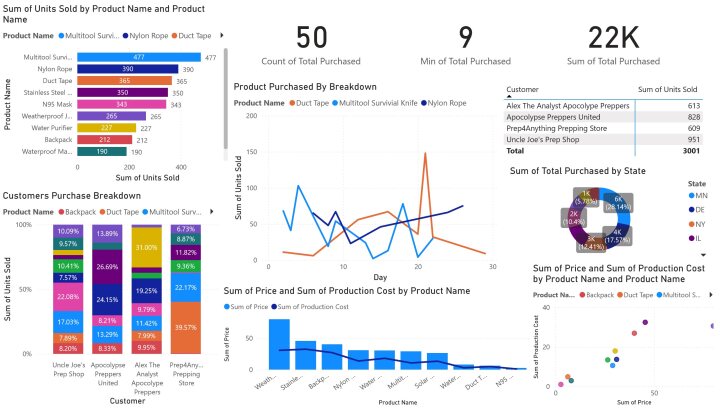 Sum of Units Sold by Product Name and Product
Name
Product Name Multitool Survi... Nylon Rope Duct Tape
Product Name
Multitool Survi... 477 477
Nylon Rope 390 390
Duct Tape 365 365
Stainless Steel ... 350 350
N95 Mask 343 343
Weatherproof J... 265 265
Water Purifier 227 227
Backpack 212 212
Waterproof Ma... 190 190
0 200 400
Sum of Units Sold
50
Count of Total Purchased
9
Min of Total Purchased
22K
Sum of Total Purchased
Product Purchased By Breakdown
Product Name Duct Tape Multitool Survivial Knife Nylon Rope
Sum of Units Sold
200
150
100
50
0
0 10 20 30
Day
Customer Sum of Units Sold
Alex The Analyst Apocolype Preppers 613
Apocolypse Preppers United 828
Prep4Anything Prepping Store 609
Uncle Joe's Prep Shop 951
Total 3001
Sum of Total Purchased by State
1K
(5.78%)
6K
(28.14%)
2K
(10.4%)
4K
(17.57%)
3K
(12.41%)
State
MN
DE
NY
IL
Customers Purchase Breakdown
Product Name Backpack Duct Tape Multitool Surv...
Sum of Units Sold
100%
50%
0%
10.09%
9.57%
10.41%
7.57%
22.08%
17.03%
7.89%
8.20%
13.89%
26.69%
24.15%
8.21%
13.29%
8.33%
31.00%
19.25%
9.79%
11.42%
7.99%
9.95%
6.73%
8.87%
11.82%
9.36%
22.17%
39.57%
Uncle Joe's
Prep Shop
Apocolypse
Preppers
United
Alex The
Analyst
Apocolype
Preppers
Prep4Any...
Prepping
Store
Customer
Sum of Price and Sum of Production Cost by Product Name
Sum of Price Sum of Production Cost
Sum of Price
50
0
Weath... Stainle... Backp... Nylon ... Water ... Multit... Solar ... Water ... Duct T... N95 ...
Product Name
Sum of Price and Sum of Production Cost
by Product Name and Product Name
Product Na... Backpack Duct Tape Multitool S...
Sum of Production Cost
40
20
0
0 50
Sum of Price